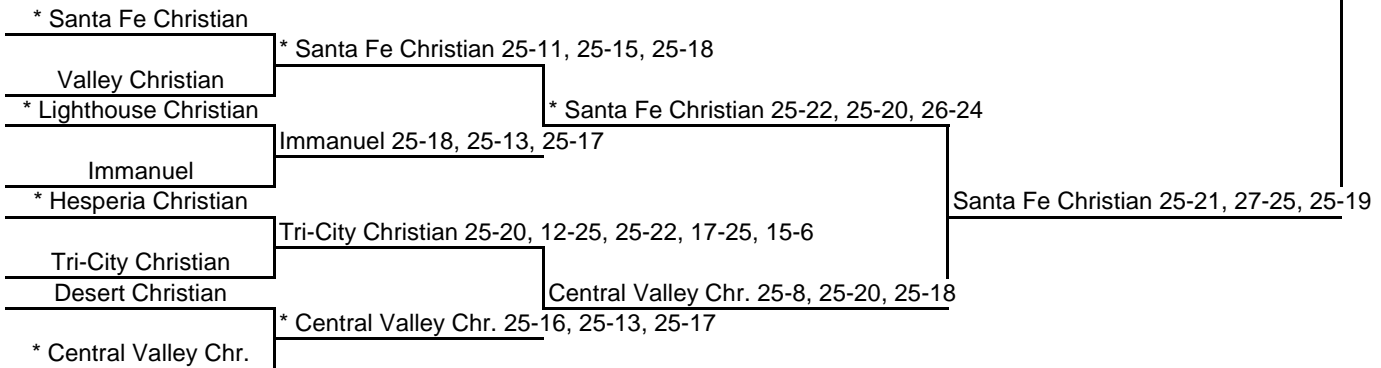 * Santa Fe Christian
* Santa Fe Christian 25-11, 25-15, 25-18
Valley Christian
* Lighthouse Christian
* Santa Fe Christian 25-22, 25-20, 26-24
Immanuel 25-18, 25-13, 25-17
Immanuel
* Hesperia Christian
Santa Fe Christian 25-21, 27-25, 25-19
Tri-City Christian 25-20, 12-25, 25-22, 17-25, 15-6
Tri-City Christian
Desert Christian
Central Valley Chr. 25-8, 25-20, 25-18
* Central Valley Chr. 25-16, 25-13, 25-17
* Central Valley Chr.